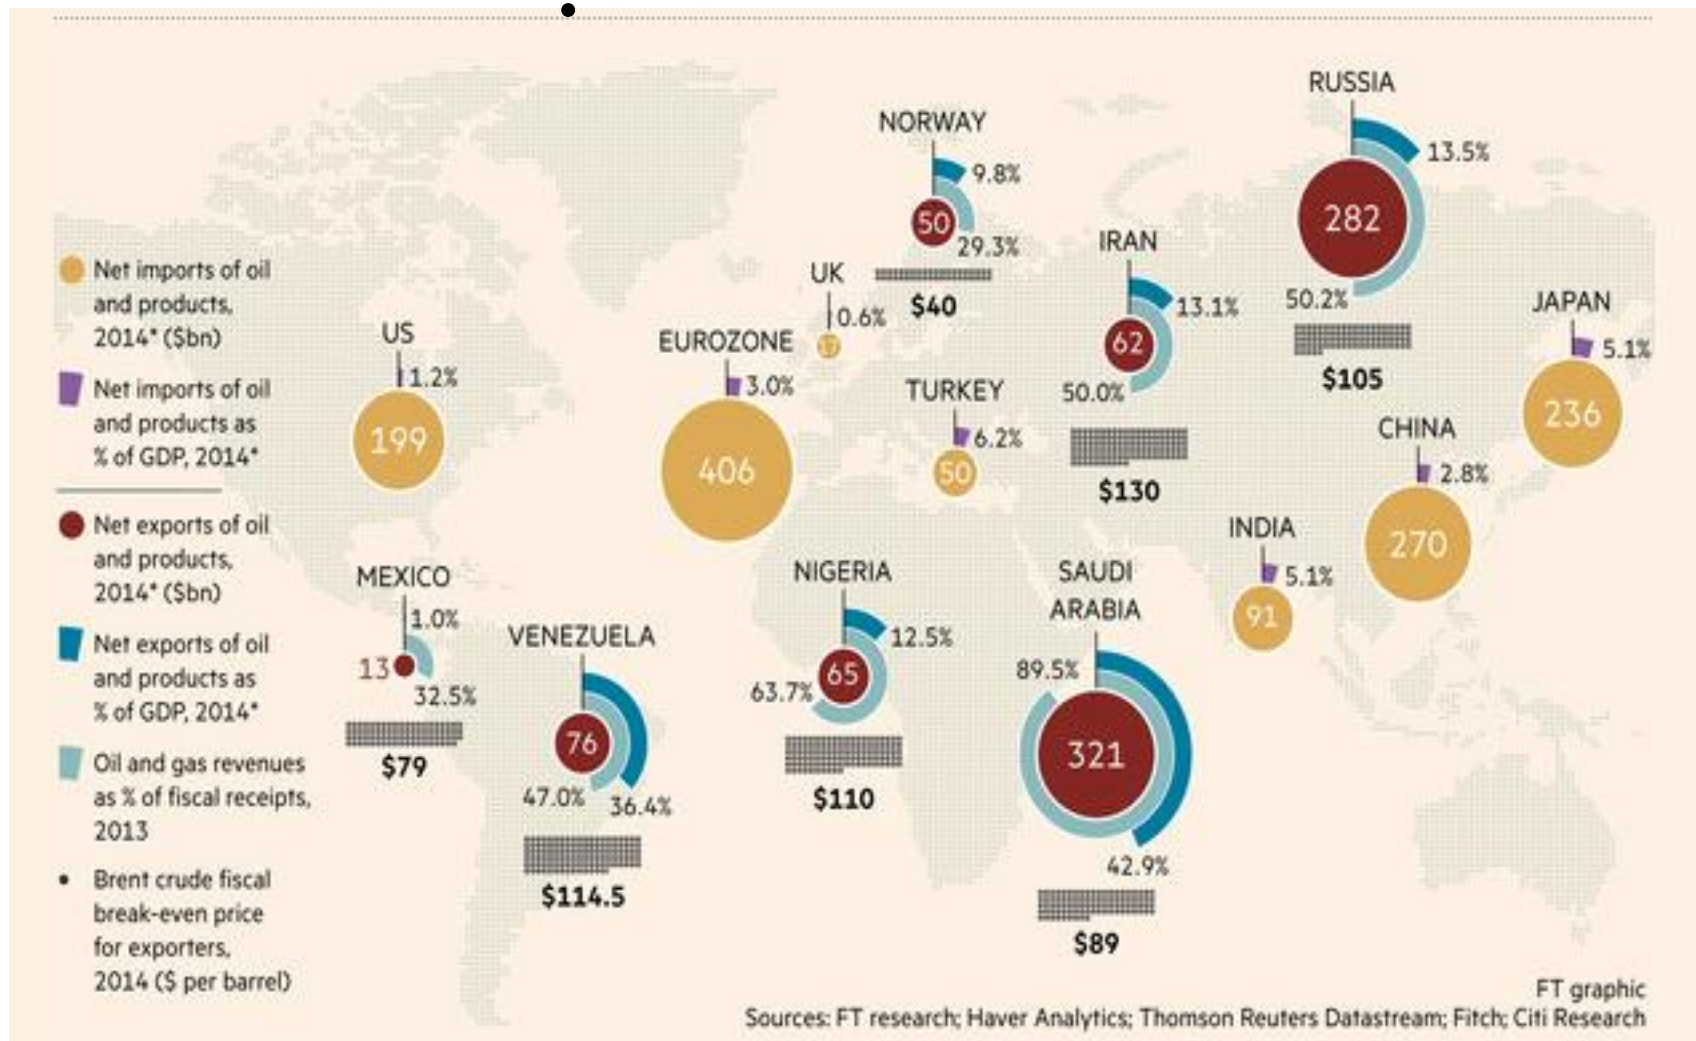 Net imports of oil
and products,
2014* ($bn)
Net imports of oil
and products as
% of GDP, 2014*
Net exports of oil
and products,
2014* ($bn)
Net exports of oil
and products as
% of GDP, 2014*
Oil and gas revenues
as % of fiscal receipts,
2013
Brent crude fiscal
break-even price
for exporters,
2014 ($ per barrel)
US
1.2%
199
MEXICO
1.0%
13
32.5%
$79
VENEZUELA
76
47.0%
36.4%
$114.5
EUROZONE
3.0%
406
UK
0.6%
17
NORWAY
9.8%
50
29.3%
$40
TURKEY
6.2%
50
NIGERIA
12.5%
65
63.7%
$110
IRAN
13.1%
62
50.0%
$130
SAUDI
ARABIA
89.5%
321
42.9%
$89
RUSSIA
13.5%
282
50.2%
$105
INDIA
5.1%
91
CHINA
2.8%
270
JAPAN
5.1%
236
FT graphic
Sources: FT research; Haver Analytics; Thomson Reuters Datastream; Fitch; Citi Research